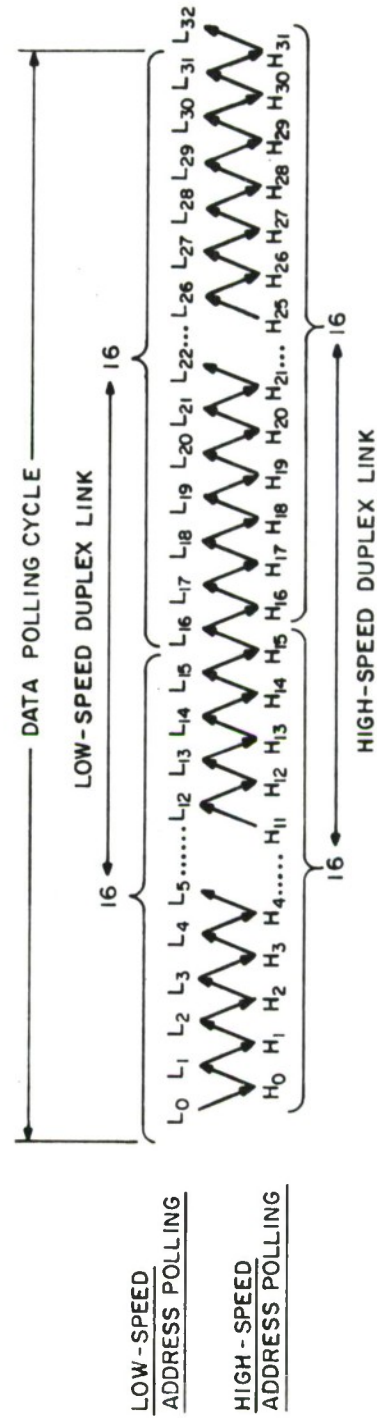 DATA POLLING CYCLE
LOW-SPEED DUPLEX LINK
16 16
LOW-SPEED
ADDRESS POLLING
L0 L1 L2 L3 L4 L5...... L12 L13 L14 L15 L16 L17 L18 L19 L20 L21 L22... L26 L27 L28 L29 L30 L31 L32
HIGH-SPEED
ADDRESS POLLING
H0 H1 H2 H3 H4...... H11 H12 H13 H14 H15 H16 H17 H18 H19 H20 H21... H25 H26 H27 H28 H29 H30 H31
16 16
HIGH-SPEED DUPLEX LINK